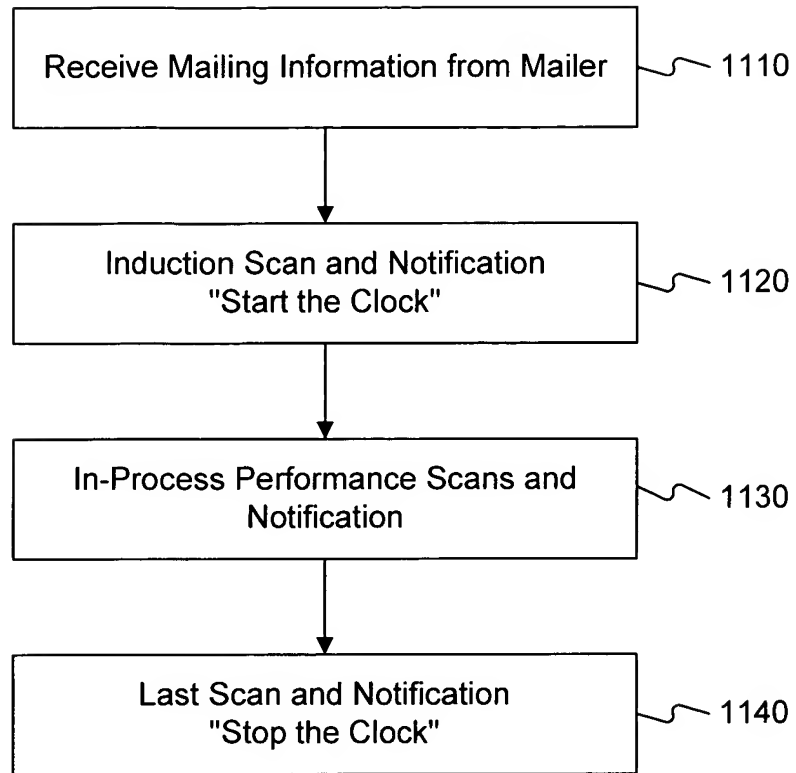 Receive Mailing Information from Mailer
1110
Induction Scan and Notification
"Start the Clock"
1120
In-Process Performance Scans and
Notification
1130
Last Scan and Notification
"Stop the Clock"
1140